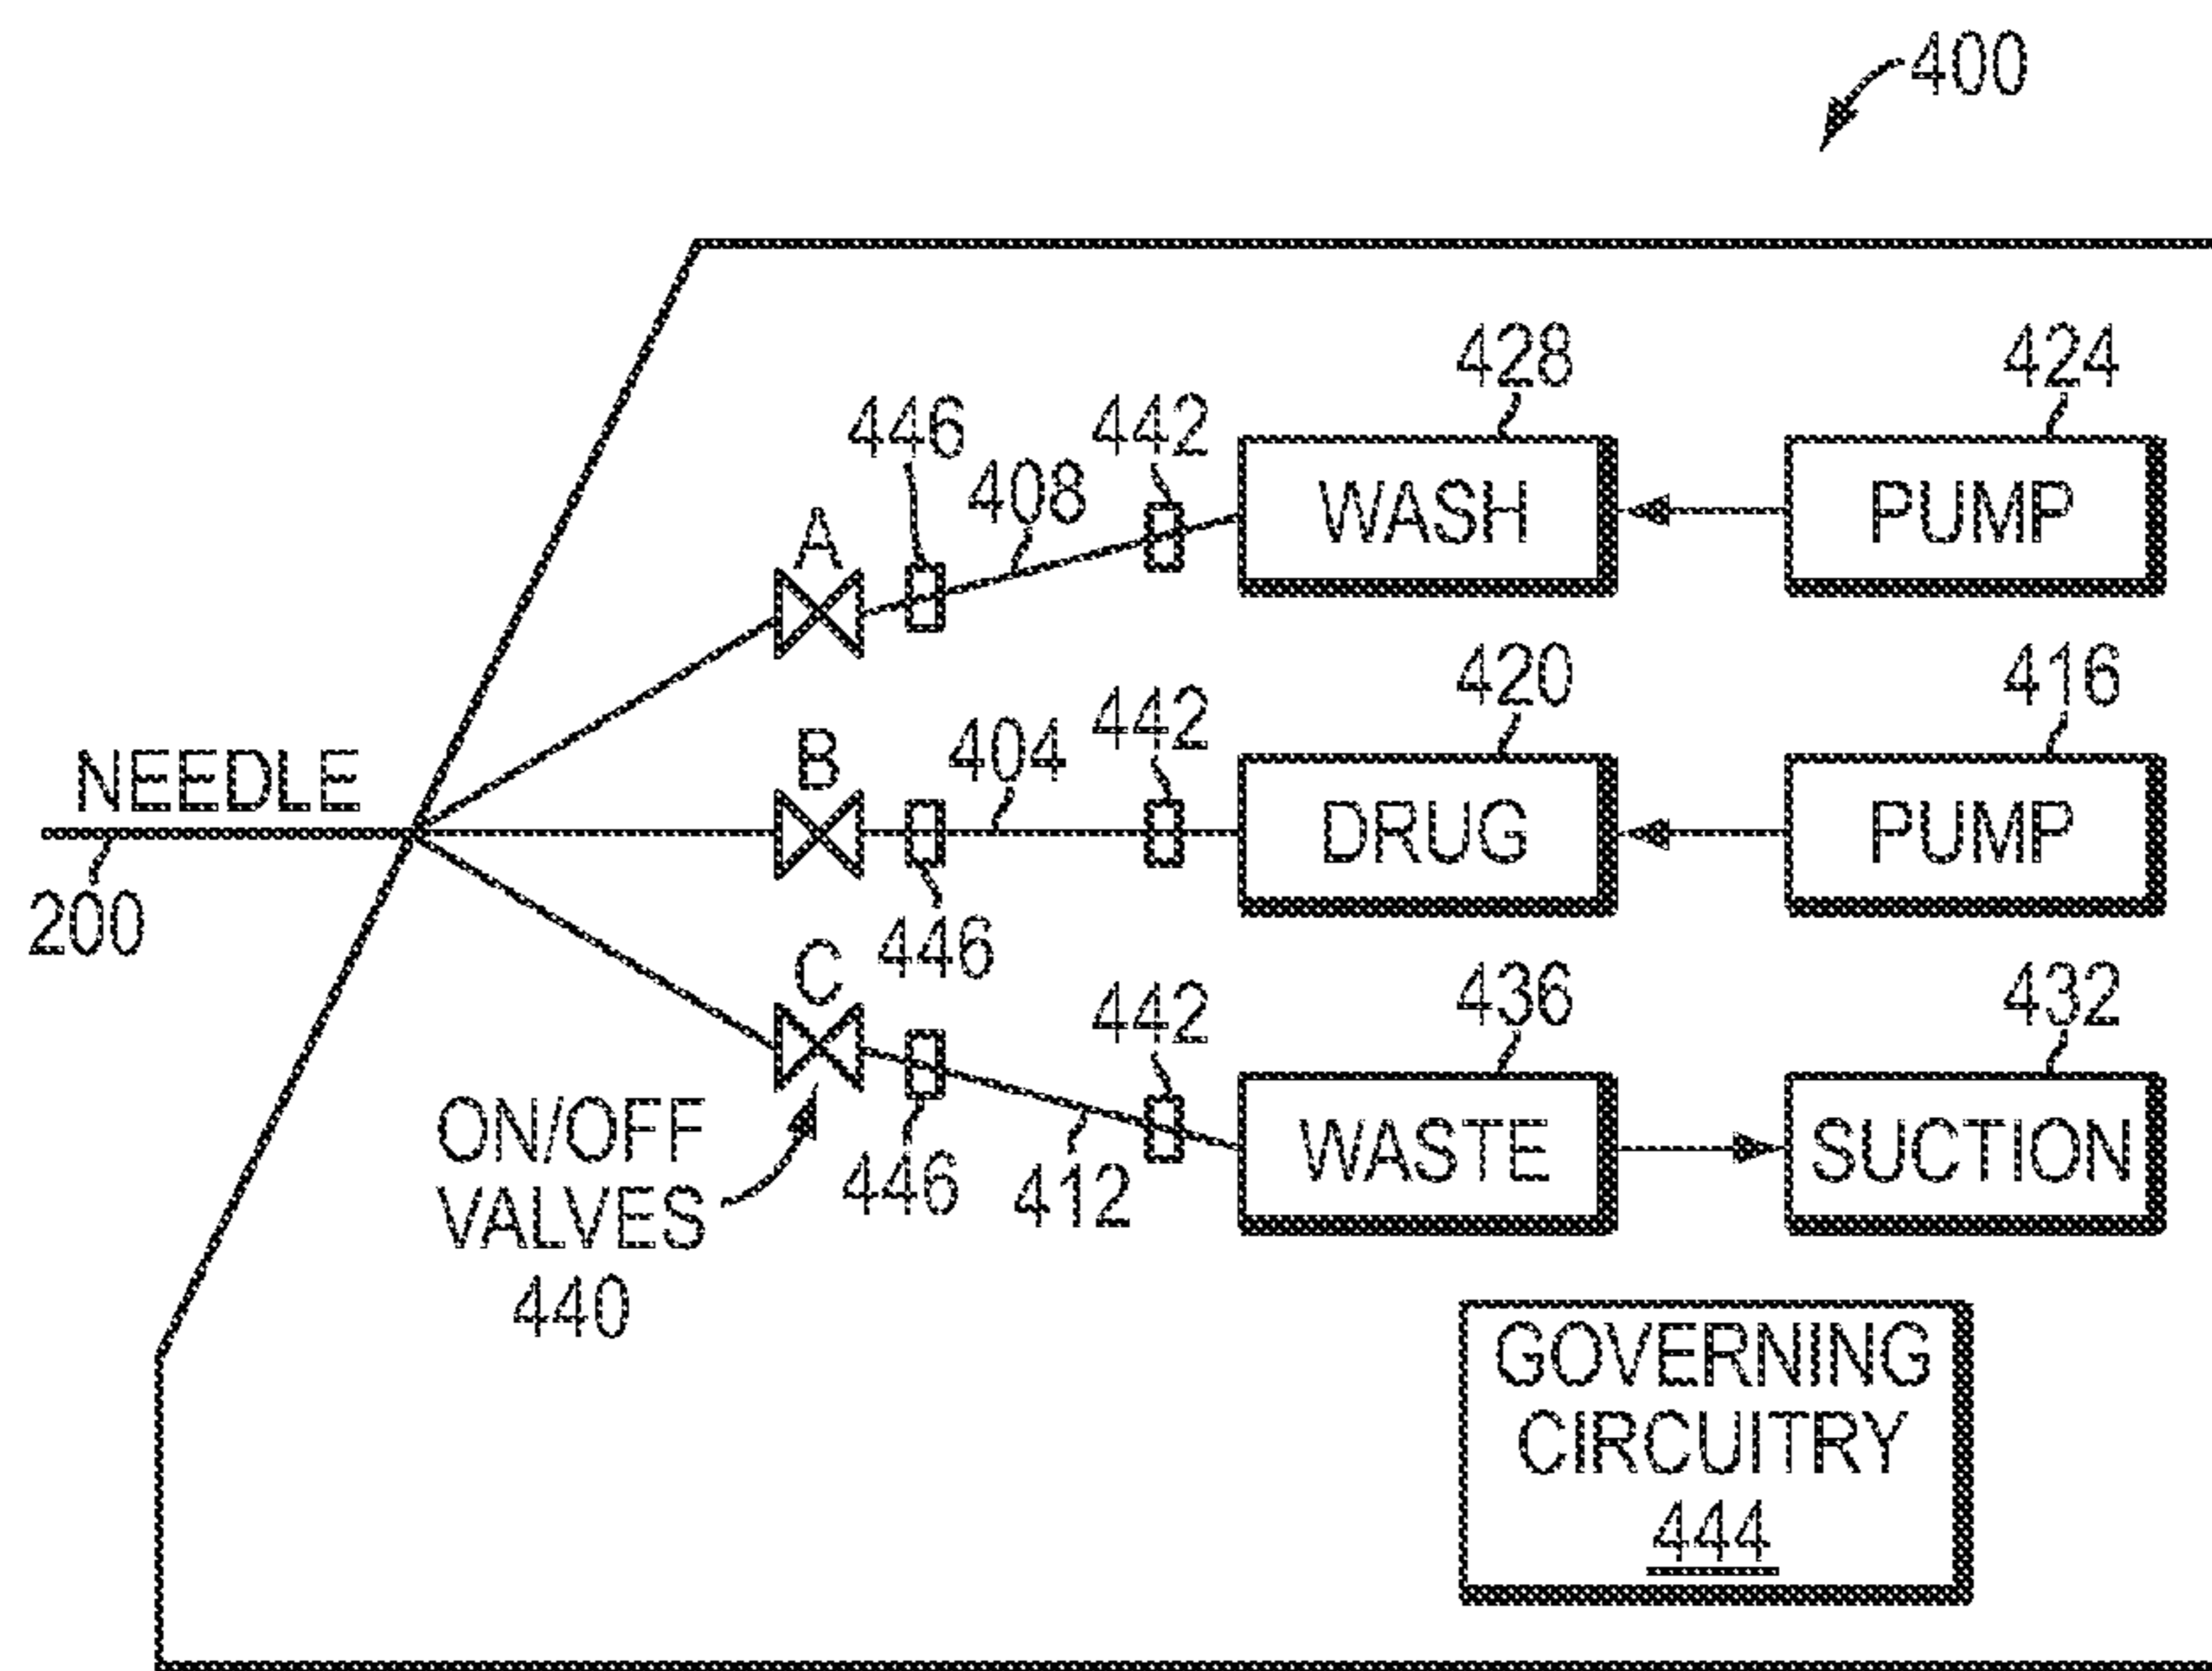 400
428
424
446
442
408
WASH
PUMP
A
420
416
442
404
B
NEEDLE
DRUG
PUMP
200
446
436
432
C
442
ON/OFF
VALVES
440
446
412
WASTE
SUCTION
GOVERNING
CIRCUITRY
444